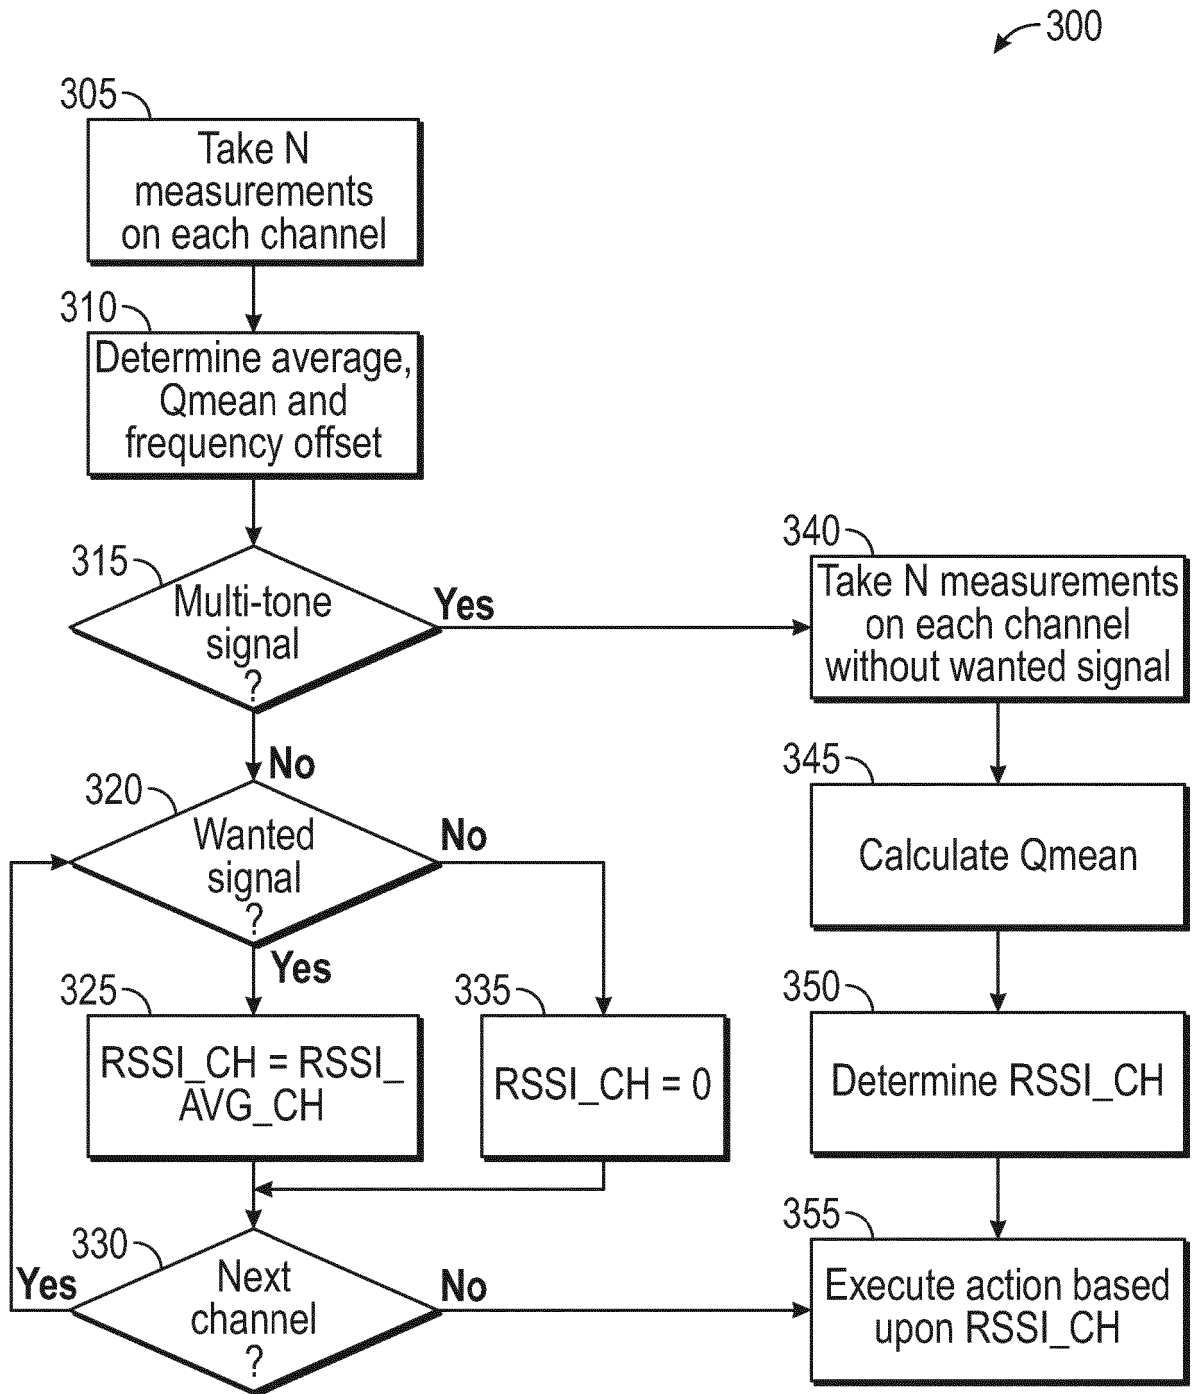 300
305
Take N
measurements
on each channel
310
Determine average,
Qmean and
frequency offset
315
Multi-tone
signal
?
Yes
No
320
Wanted
signal
?
No
Yes
325
RSSI_CH = RSSI_
AVG_CH
335
RSSI_CH = 0
330
Next
channel
?
Yes
No
340
Take N measurements
on each channel
without wanted signal
345
Calculate Qmean
350
Determine RSSI_CH
355
Execute action based
upon RSSI_CH